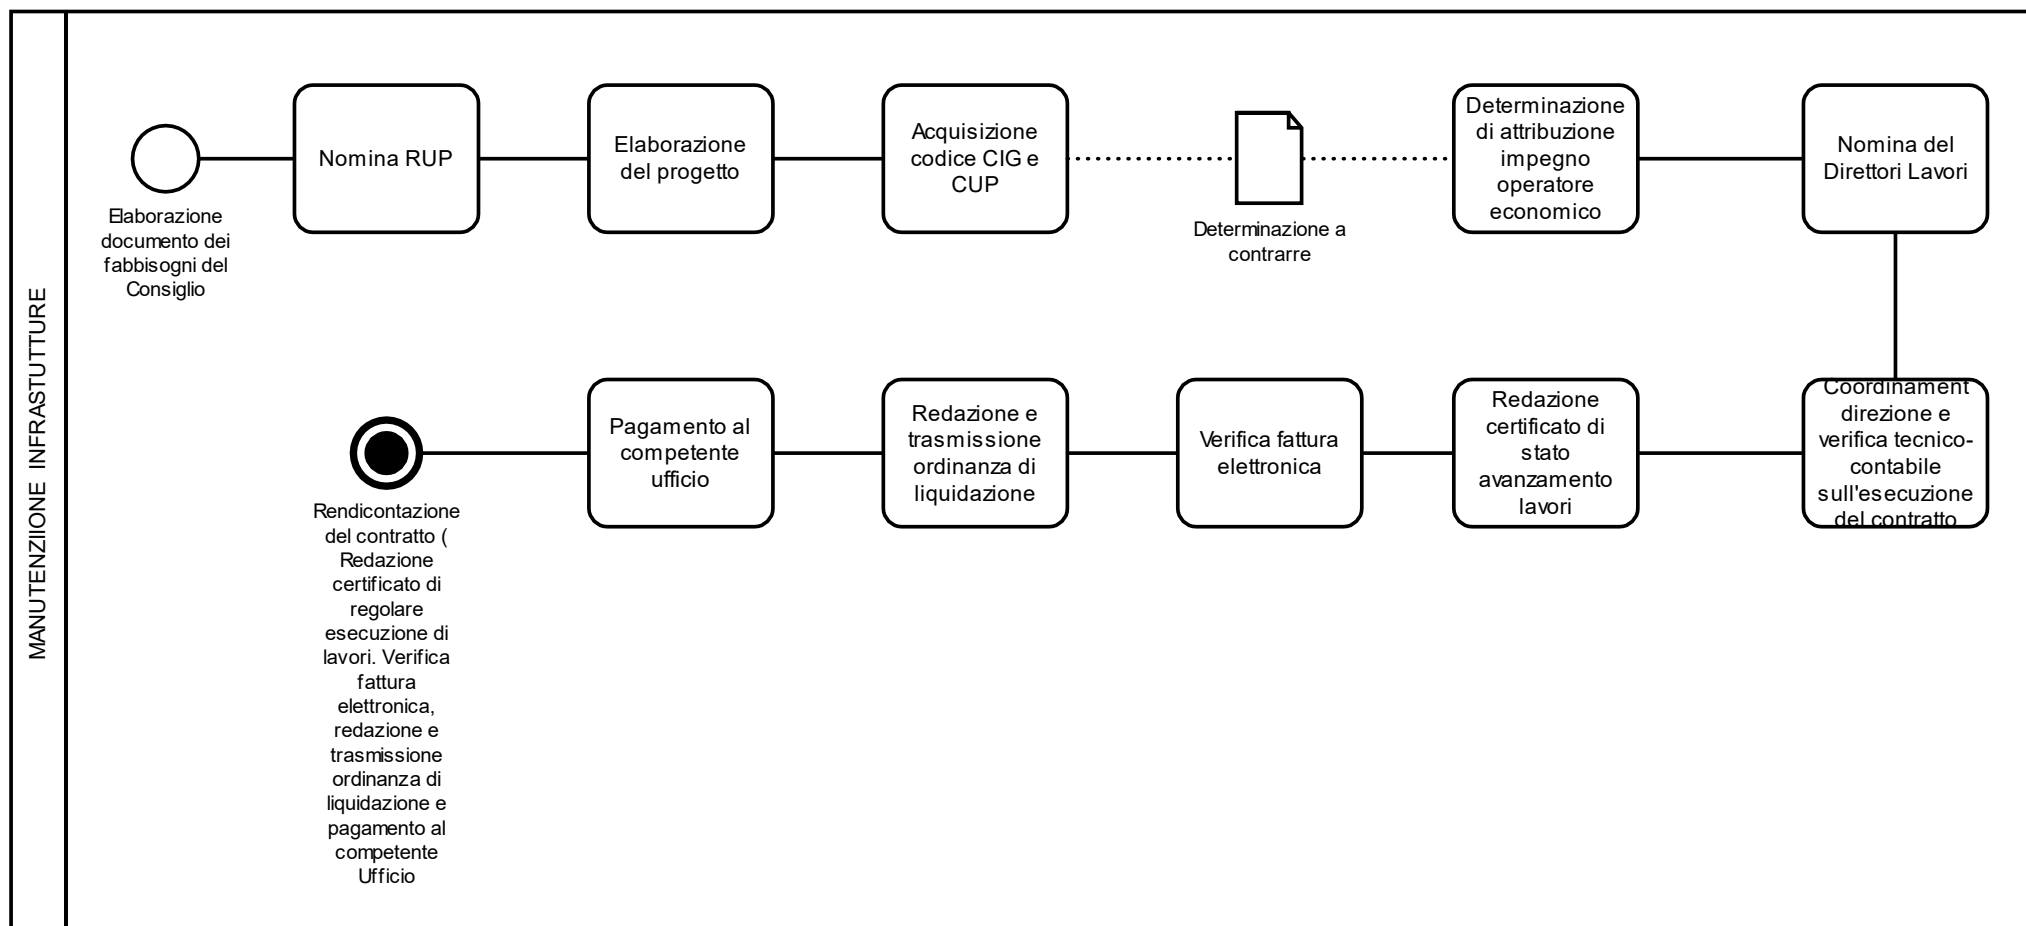 MANUTENZIIONE INFRASTUTTURE
Nomina RUP
Elaborazione
del progetto
Acquisizione
codice CIG e
CUP
Determinazione
di attribuzione
impegno
operatore
economico
Nomina del
Direttori Lavori
Elaborazione
documento dei
fabbisogni del
Consiglio
Determinazione a
contrarre
Coordinament
direzione e
verifica tecnico-
contabile
sull'esecuzione
del contratto
Redazione
certificato di
stato
avanzamento
lavori
Verifica fattura
elettronica
Redazione e
trasmissione
ordinanza di
liquidazione
Pagamento al
competente
ufficio
Rendicontazione
del contratto (
Redazione
certificato di
regolare
esecuzione di
lavori. Verifica
fattura
elettronica,
redazione e
trasmissione
ordinanza di
liquidazione e
pagamento al
competente
Ufficio